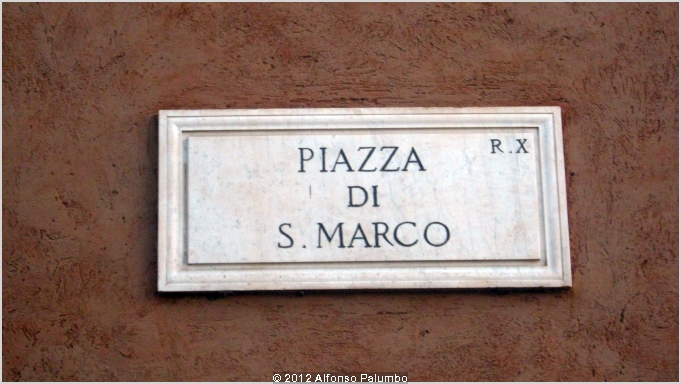 PIAZZA R.X
DI
S. MARCO
© 2012 Alfonso Palumbo